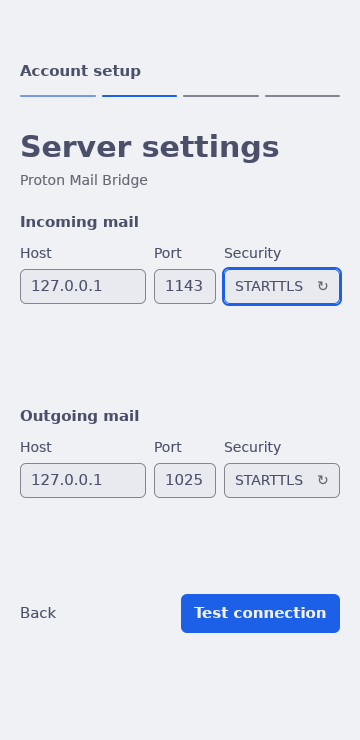 Account setup
Server settings
Proton Mail Bridge
Incoming mail
Host Port Security
127.0.0.1 1143 STARTTLS ↻
Outgoing mail
Host Port Security
127.0.0.1 1025 STARTTLS ↻
Back Test connection